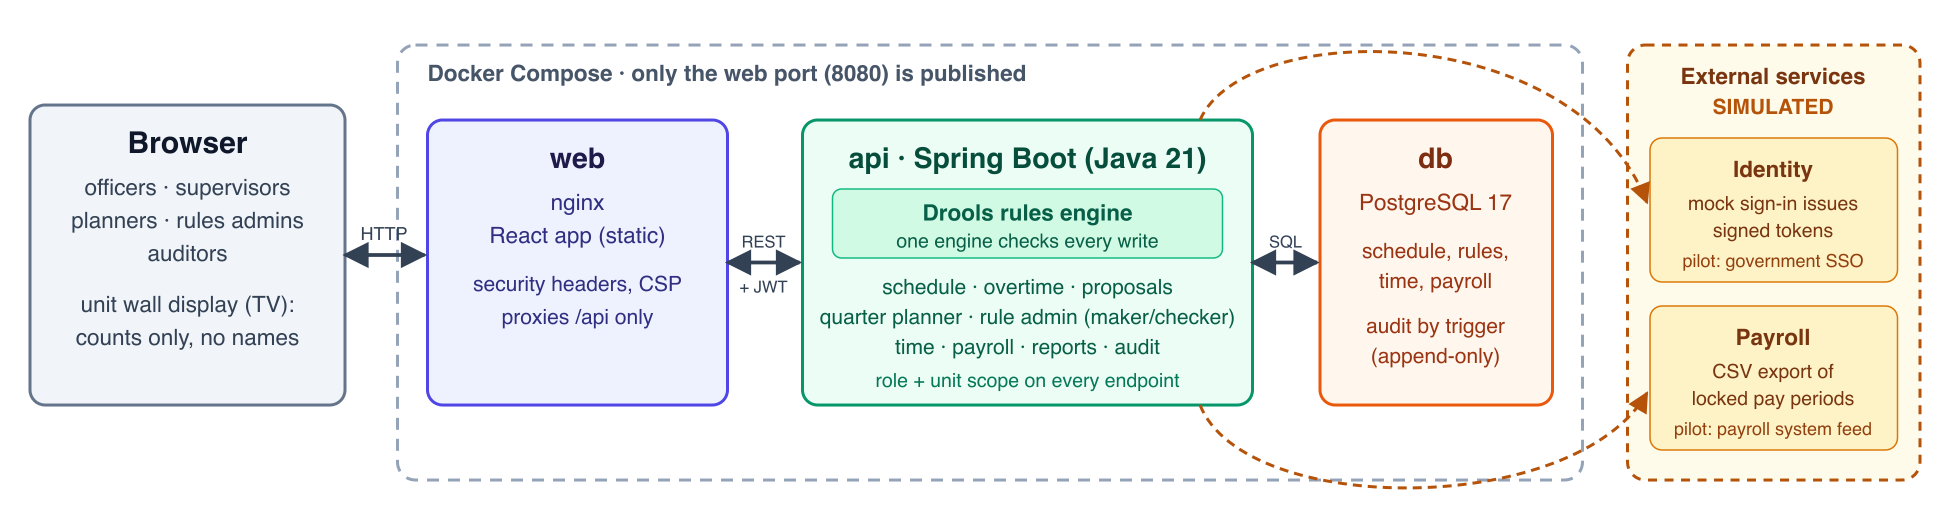 Docker Compose · only the web port (8080) is published
Browser
officers · supervisors
planners · rules admins
auditors
unit wall display (TV):
counts only, no names
HTTP
web
nginx
React app (static)
security headers, CSP
proxies /api only
REST
+ JWT
api · Spring Boot (Java 21)
Drools rules engine
one engine checks every write
schedule · overtime · proposals
quarter planner · rule admin (maker/checker)
time · payroll · reports · audit
role + unit scope on every endpoint
SQL
db
PostgreSQL 17
schedule, rules,
time, payroll
audit by trigger
(append-only)
External services
SIMULATED
Identity
mock sign-in issues
signed tokens
pilot: government SSO
Payroll
CSV export of
locked pay periods
pilot: payroll system feed